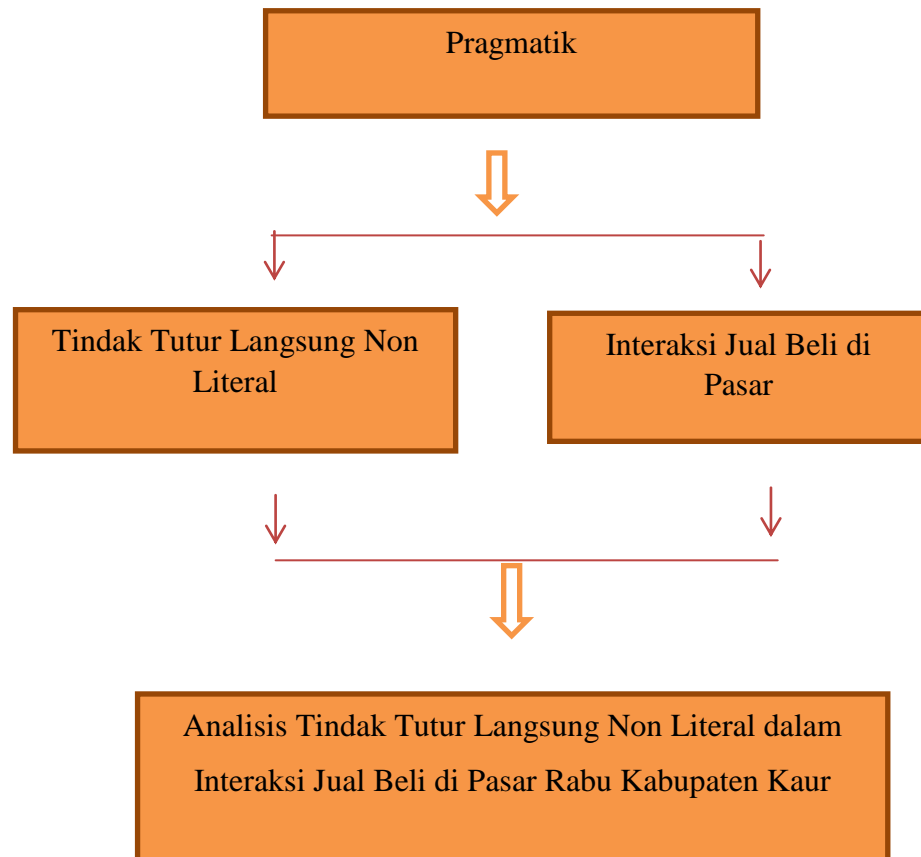 Pragmatik
Tindak Tutur Langsung Non
Literal
Interaksi Jual Beli di
Pasar
Analisis Tindak Tutur Langsung Non Literal dalam
Interaksi Jual Beli di Pasar Rabu Kabupaten Kaur